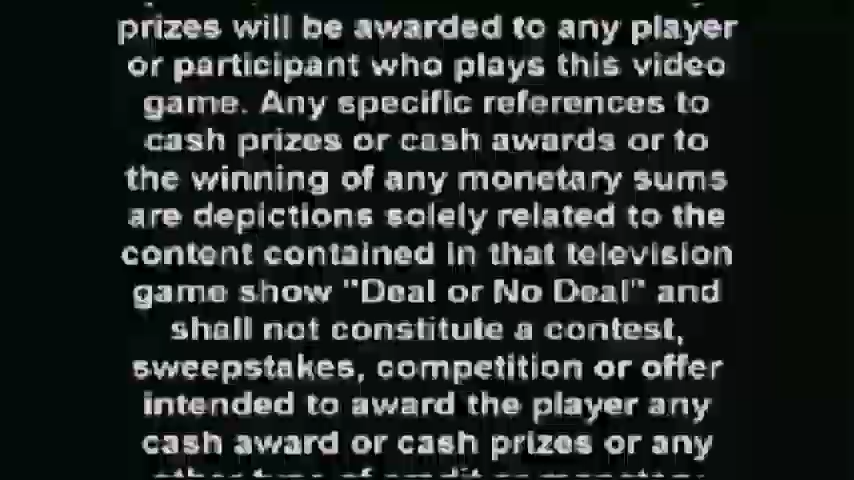 prizes will be awarded to any player
or participant who plays this video
game. Any specific references to
cash prizes or cash awards or to
the winning of any monetary sums
are depictions solely related to the
content contained in that television
game show "Deal or No Deal" and
shall not constitute a contest,
sweepstakes, competition or offer
intended to award the player any
cash award or cash prizes or any